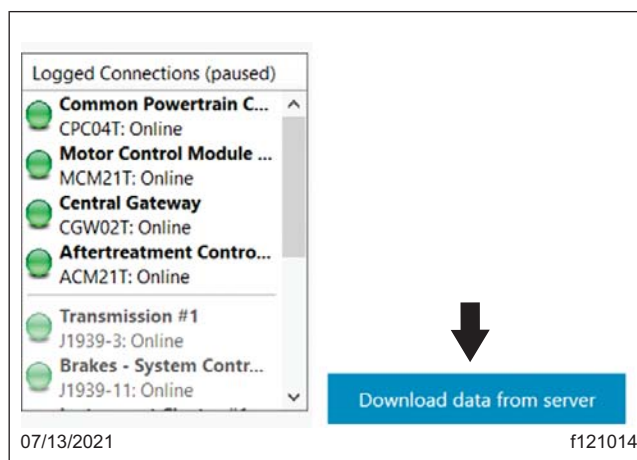 Logged Connections (paused)
Common Powertrain C...
CPC04T: Online
Motor Control Module ...
MCM21T: Online
Central Gateway
CGW02T: Online
Aftertreatment Contro...
ACM21T: Online
Transmission #1
J1939-3: Online
Brakes - System Contr...
J1939-11: Online
Download data from server
07/13/2021
f121014